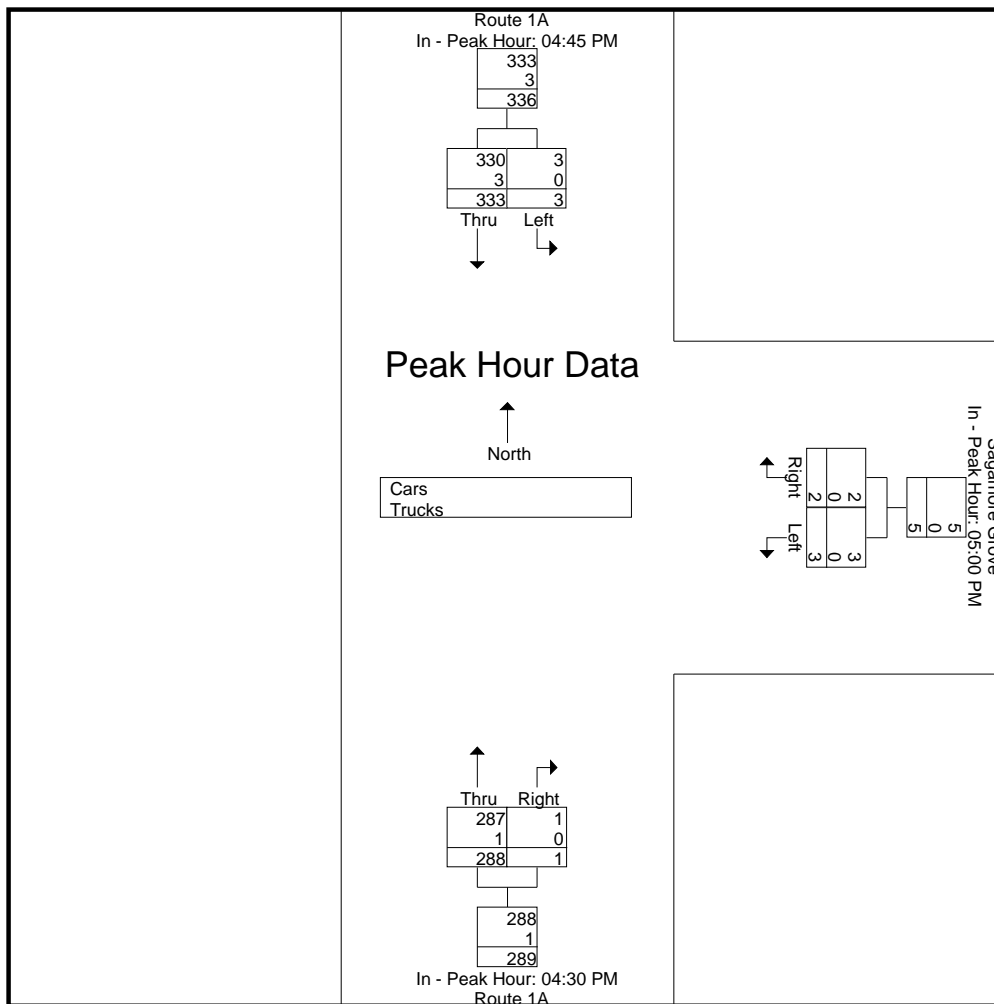 Route 1A
In - Peak Hour: 04:45 PM
333
3
336
330 3
3 0
333 3
Thru Left
Peak Hour Data
North
Cars
Trucks
Sagamore Grove
In - Peak Hour: 05:00 PM
5
0
5
2 3
0 0
2 3
Right Left
Thru Right
287 1
1 0
288 1
288
1
289
In - Peak Hour: 04:30 PM
Route 1A